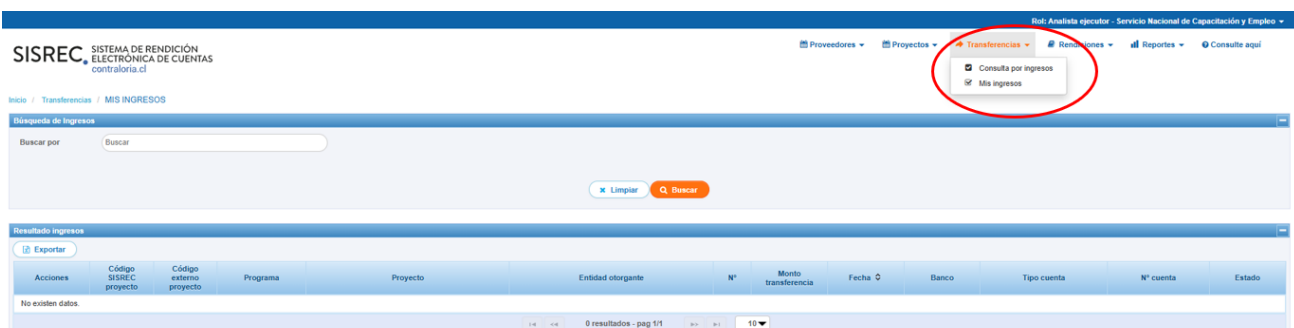 Rol: Analista ejecutor - Servicio Nacional de Capacitación y Empleo
SISREC SISTEMA DE RENDICIÓN
ELECTRÓNICA DE CUENTAS
contraloria.cl
Proveedores Proyectos Transferencias Rendiciones Reportes Consulte aquí
Consulta por ingresos
Mis ingresos
Inicio / Transferencias / MIS INGRESOS
Búsqueda de Ingresos
Buscar por Buscar
Limpiar Buscar
Resultado ingresos
Exportar
Acciones Código SISREC proyecto Código externo proyecto Programa Proyecto Entidad otorgante N° Monto transferencia Fecha Banco Tipo cuenta N° cuenta Estado
No existen datos.
0 resultados - pag 1/1 10